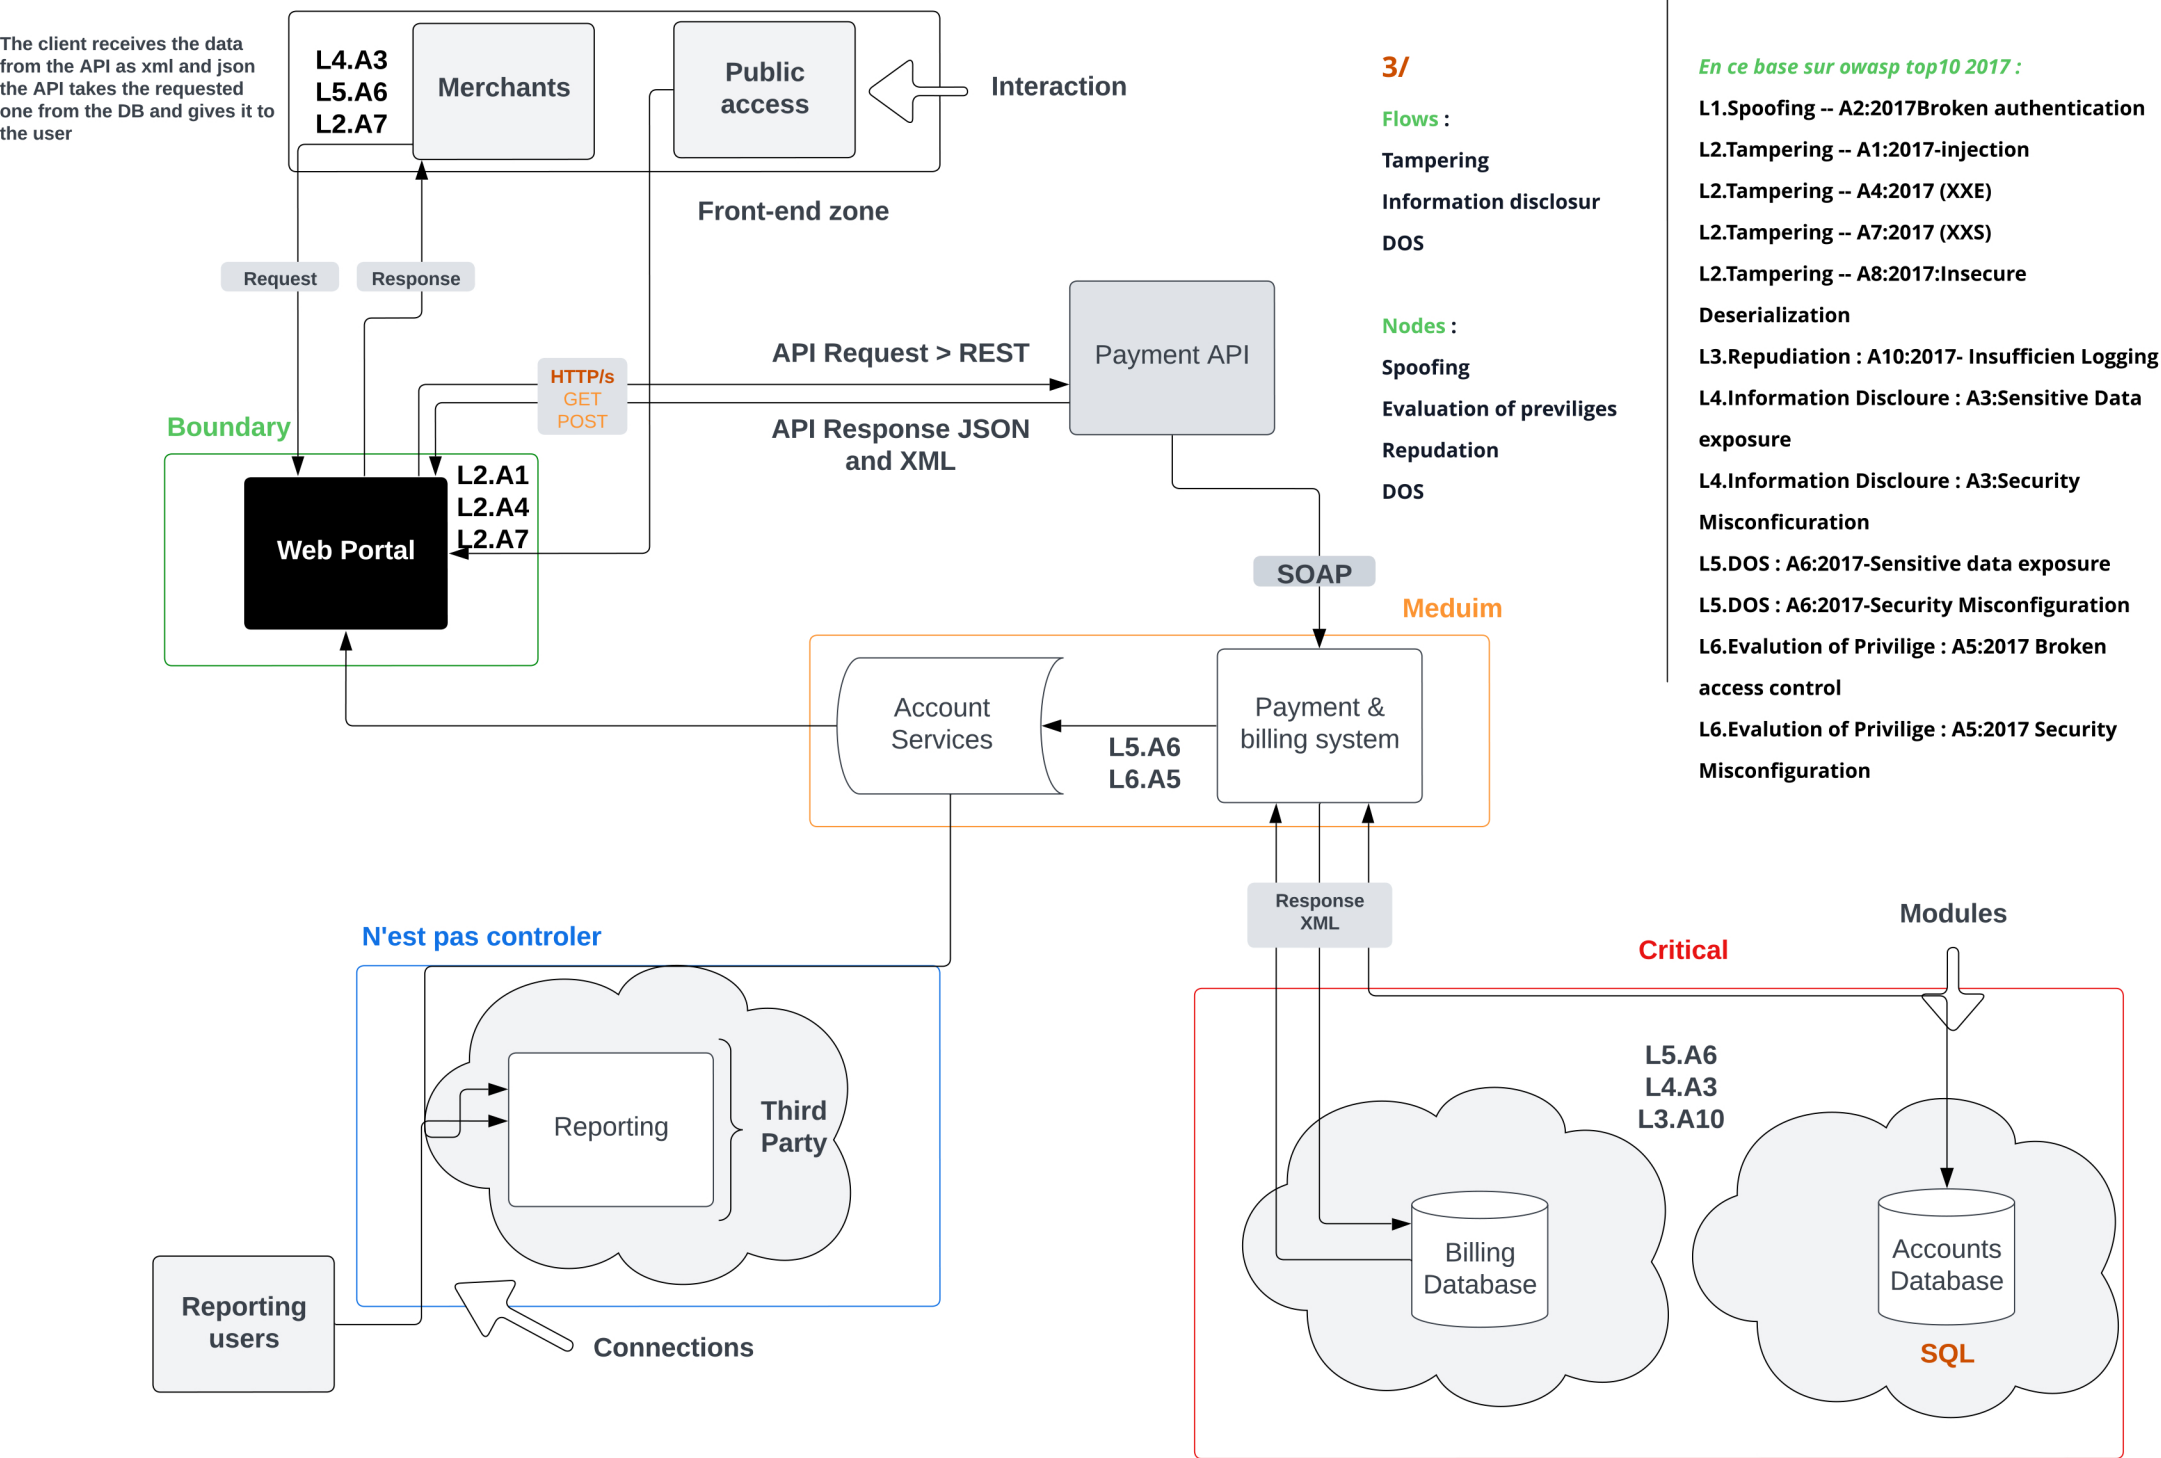 The client receives the data
from the API as xml and json
the API takes the requested
one from the DB and gives it to
the user
L4.A3
L5.A6
L2.A7
Merchants
Public
access
Interaction
Front-end zone
Request
Response
API Request > REST
HTTP/s
GET
POST
API Response JSON
and XML
Payment API
Boundary
L2.A1
L2.A4
L2.A7
Web Portal
SOAP
Meduim
Account
Services
L5.A6
L6.A5
Payment &
billing system
Response
XML
N'est pas controler
Reporting
Third
Party
Reporting
users
Connections
Modules
Critical
L5.A6
L4.A3
L3.A10
Billing
Database
Accounts
Database
SQL
3/
Flows :
Tampering
Information disclosur
DOS
Nodes :
Spoofing
Evaluation of previliges
Repudation
DOS
En ce base sur owasp top10 2017 :
L1.Spoofing -- A2:2017Broken authentication
L2.Tampering -- A1:2017-injection
L2.Tampering -- A4:2017 (XXE)
L2.Tampering -- A7:2017 (XXS)
L2.Tampering -- A8:2017:Insecure
Deserialization
L3.Repudiation : A10:2017- Insufficien Logging
L4.Information Discloure : A3:Sensitive Data
exposure
L4.Information Discloure : A3:Security
Misconficuration
L5.DOS : A6:2017-Sensitive data exposure
L5.DOS : A6:2017-Security Misconfiguration
L6.Evalution of Privilige : A5:2017 Broken
access control
L6.Evalution of Privilige : A5:2017 Security
Misconfiguration